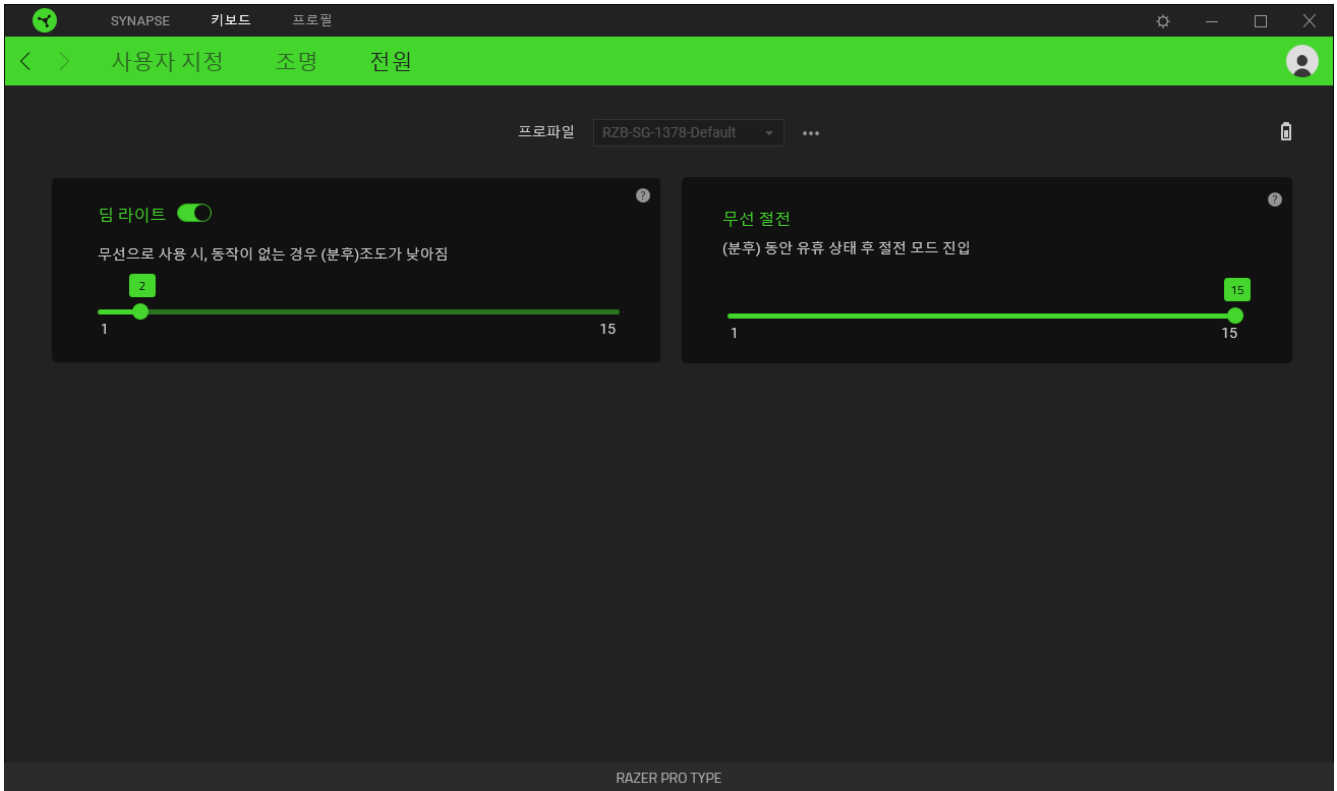 SYNAPSE 키보드 프로필
사용자 지정 조명 전원
프로파일 RZB-SG-1378-Default
딤 라이트
무선으로 사용 시, 동작이 없는 경우 (분후)조도가 낮아짐
2
1 15
무선 절전
(분후) 동안 유휴 상태 후 절전 모드 진입
15
1 15
RAZER PRO TYPE